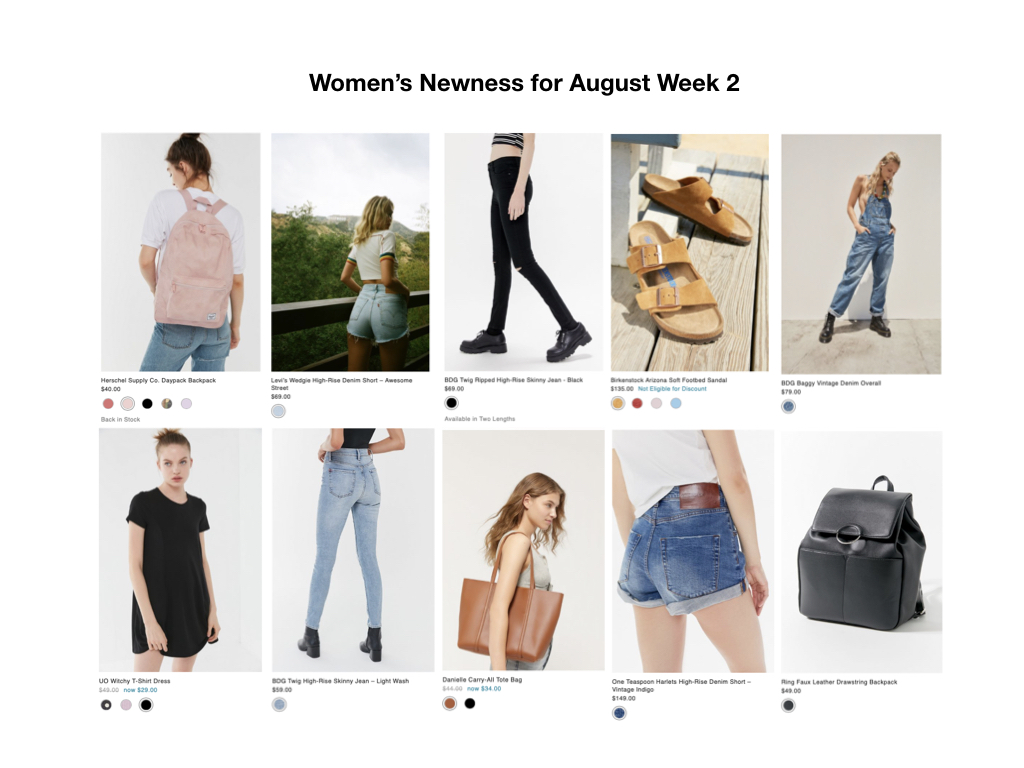 Women's Newness for August Week 2
Herschel Supply Co. Daypack Backpack
$40.00
Back in Stock
Levi's Wedgie High-Rise Denim Short – Awesome
Street
$69.00
BDG Twig Ripped High-Rise Skinny Jean - Black
$69.00
Available in Two Lengths
Birkenstock Arizona Soft Footbed Sandal
$135.00 Not Eligible for Discount
BDG Baggy Vintage Denim Overall
$79.00
UO Witchy T-Shirt Dress
$49.00 now $29.00
BDG Twig High-Rise Skinny Jean – Light Wash
$59.00
Danielle Carry-All Tote Bag
$44.00 now $34.00
One Teaspoon Harlets High-Rise Denim Short –
Vintage Indigo
$149.00
Ring Faux Leather Drawstring Backpack
$49.00